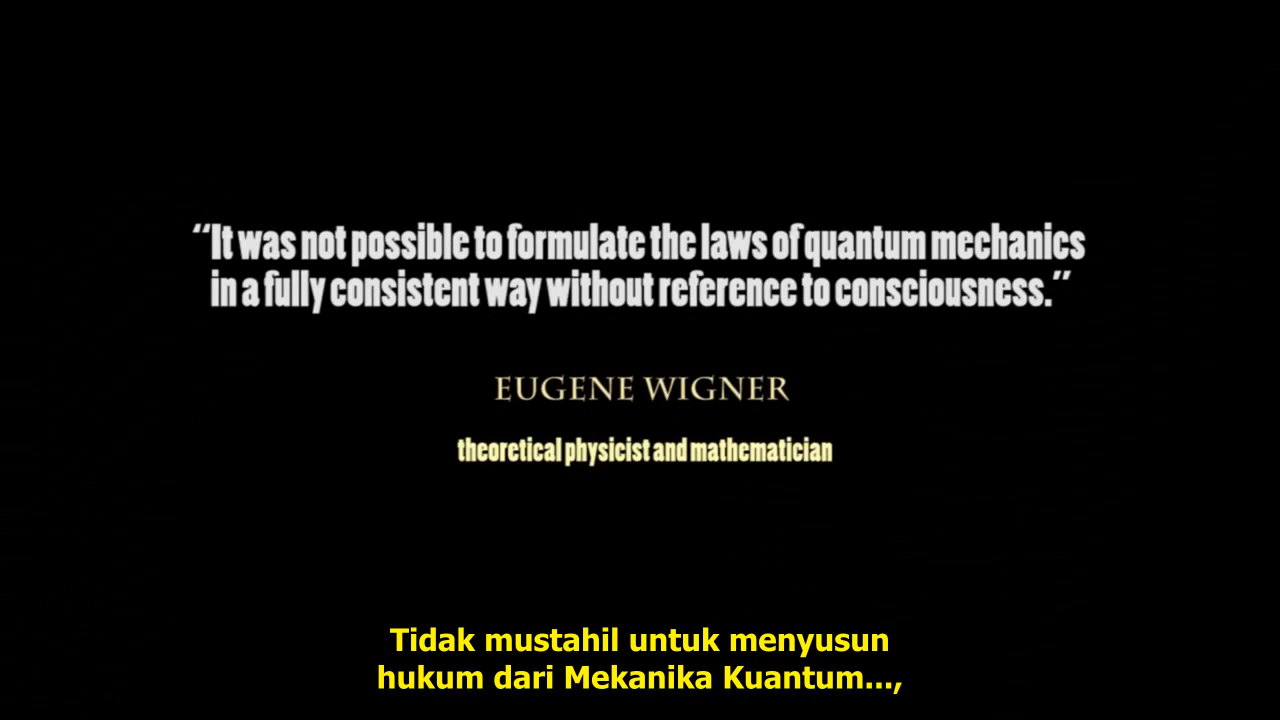 “It was not possible to formulate the laws of quantum mechanics
in a fully consistent way without reference to consciousness.”
EUGENE WIGNER
theoretical physicist and mathematician
Tidak mustahil untuk menyusun
hukum dari Mekanika Kuantum...,